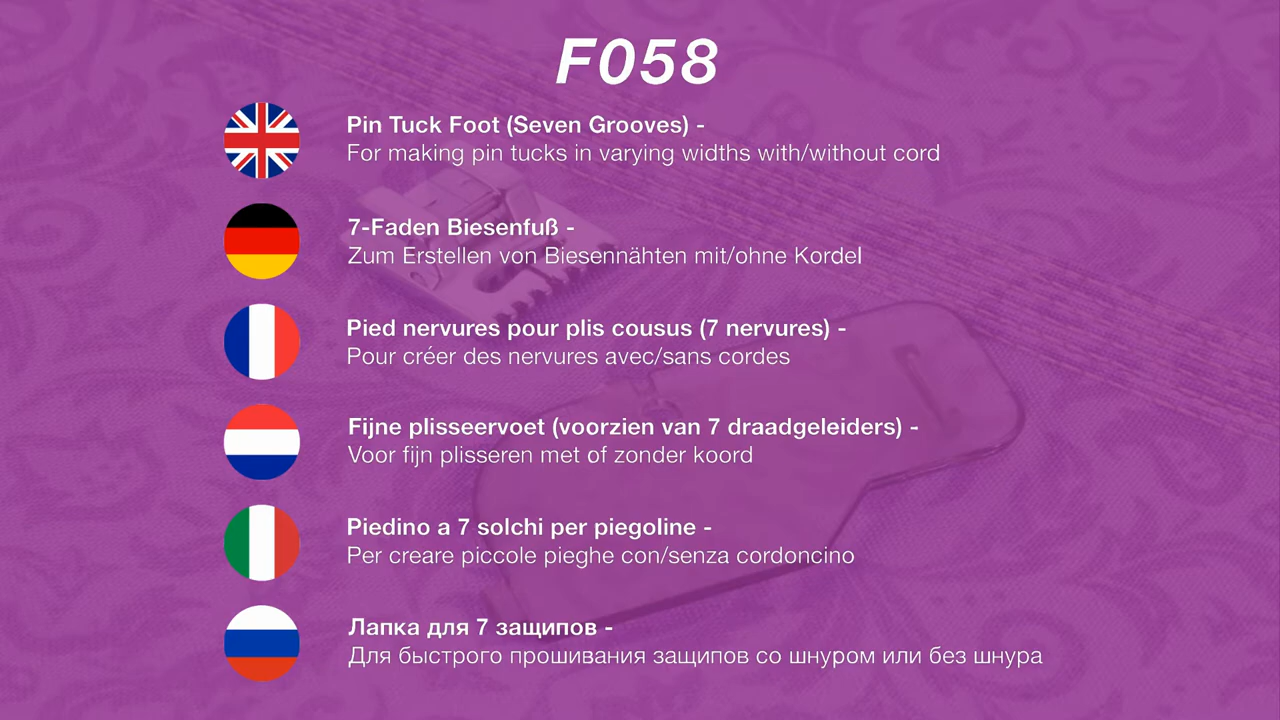 F058
Pin Tuck Foot (Seven Grooves) -
For making pin tucks in varying widths with/without cord
7-Faden Biesenfuß -
Zum Erstellen von Biesennähten mit/ohne Kordel
Pied nervures pour plis cousus (7 nervures) -
Pour créer des nervures avec/sans cordes
Fijne plisseervoet (voorzien van 7 draadgeleiders) -
Voor fijn plisseren met of zonder koord
Piedino a 7 solchi per piegoline -
Per creare piccole pieghe con/senza cordoncino
Лапка для 7 защипов -
Для быстрого прошивания защипов со шнуром или без шнура